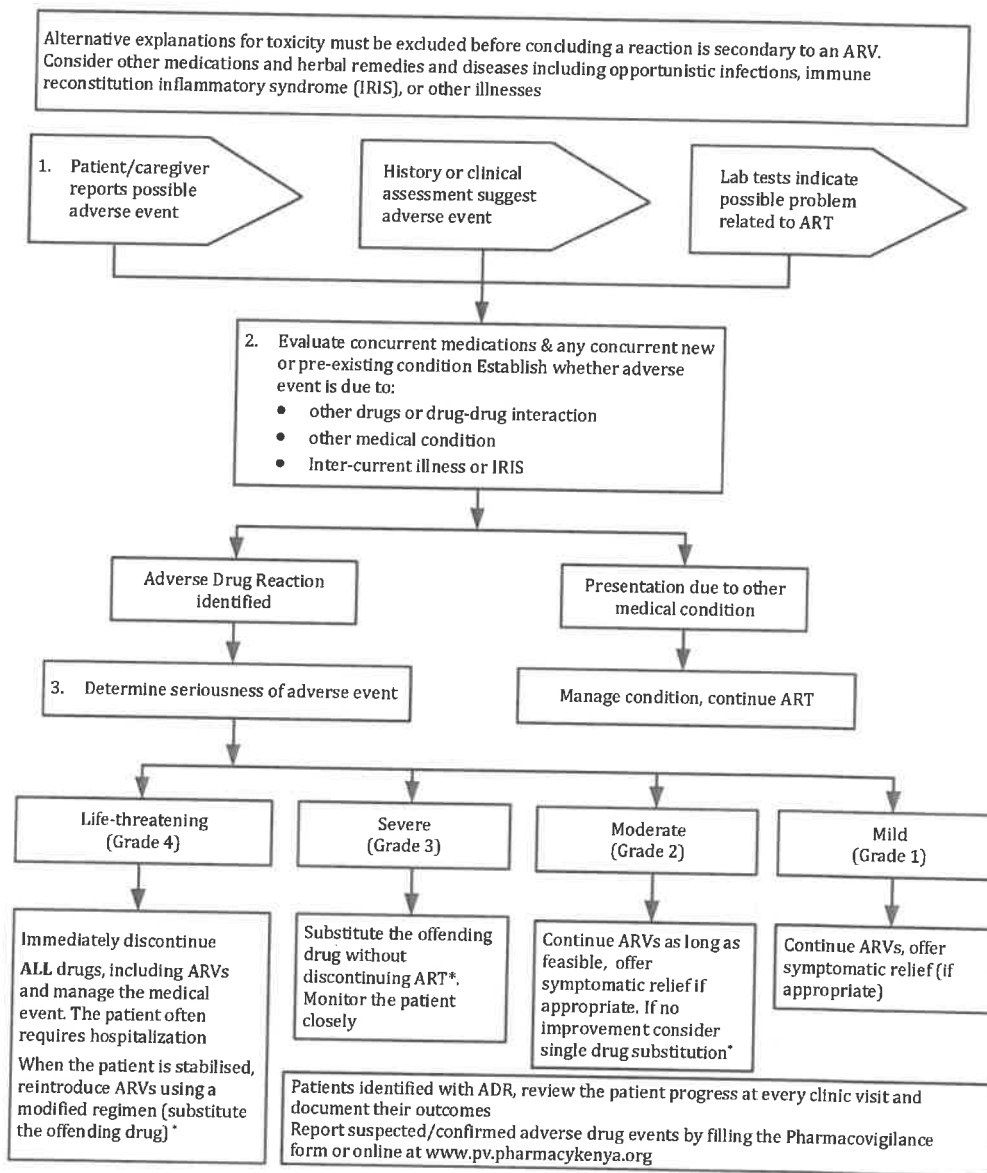 Alternative explanations for toxicity must be excluded before concluding a reaction is secondary to an ARV.
Consider other medications and herbal remedies and diseases including opportunistic infections, immune
reconstitution inflammatory syndrome (IRIS), or other illnesses
1. Patient/caregiver
reports possible
adverse event
History or clinical
assessment suggest
adverse event
Lab tests indicate
possible problem
related to ART
2. Evaluate concurrent medications & any concurrent new
or pre-existing condition Establish whether adverse
event is due to:
• other drugs or drug-drug interaction
• other medical condition
• Inter-current illness or IRIS
Adverse Drug Reaction
identified
Presentation due to other
medical condition
3. Determine seriousness of adverse event
Manage condition, continue ART
Life-threatening
(Grade 4)
Severe
(Grade 3)
Moderate
(Grade 2)
Mild
(Grade 1)
Immediately discontinue
ALL drugs, including ARVs
and manage the medical
event. The patient often
requires hospitalization
When the patient is stabilised,
reintroduce ARVs using a
modified regimen (substitute
the offending drug) *
Substitute the offending
drug without
discontinuing ART*.
Monitor the patient
closely
Continue ARVs as long as
feasible, offer
symptomatic relief if
appropriate. If no
improvement consider
single drug substitution*
Continue ARVs, offer
symptomatic relief (if
appropriate)
Patients identified with ADR, review the patient progress at every clinic visit and
document their outcomes
Report suspected/confirmed adverse drug events by filling the Pharmacovigilance
form or online at www.pv.pharmacykenya.org